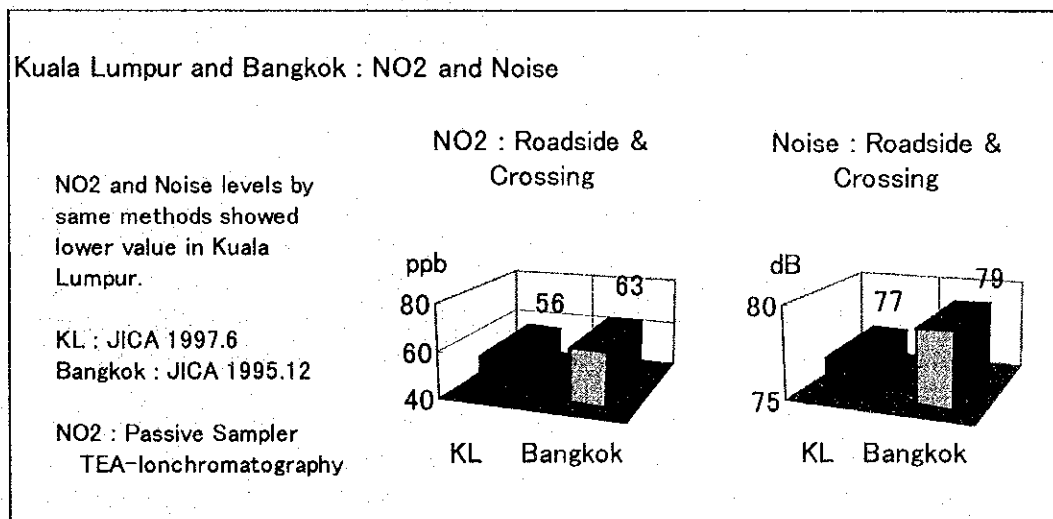 Kuala Lumpur and Bangkok : NO2 and Noise
NO2 and Noise levels by
same methods showed
lower value in Kuala
Lumpur.
KL : JICA 1997.6
Bangkok : JICA 1995.12
NO2 : Passive Sampler
TEA-Ionchromatography
NO2 : Roadside &
Crossing
ppb
80
60
40
56
63
KL Bangkok
Noise : Roadside &
Crossing
dB
80
75
77
79
KL Bangkok